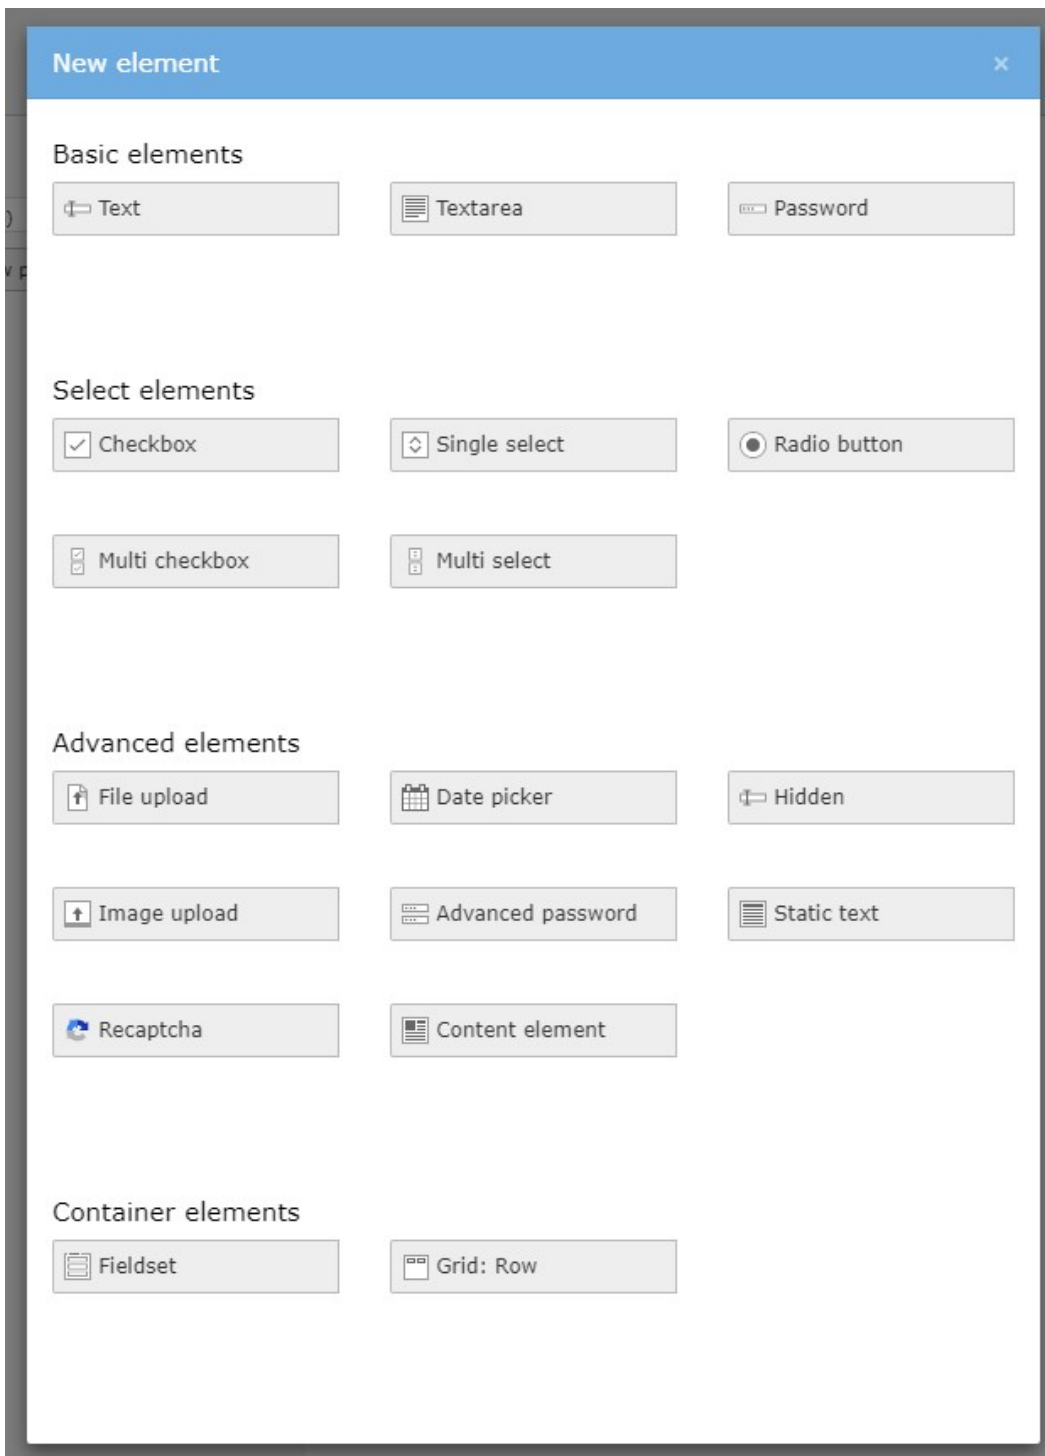 New element ×
Basic elements
Text Textarea Password
Select elements
Checkbox Single select Radio button
Multi checkbox Multi select
Advanced elements
File upload Date picker Hidden
Image upload Advanced password Static text
Recaptcha Content element
Container elements
Fieldset Grid: Row